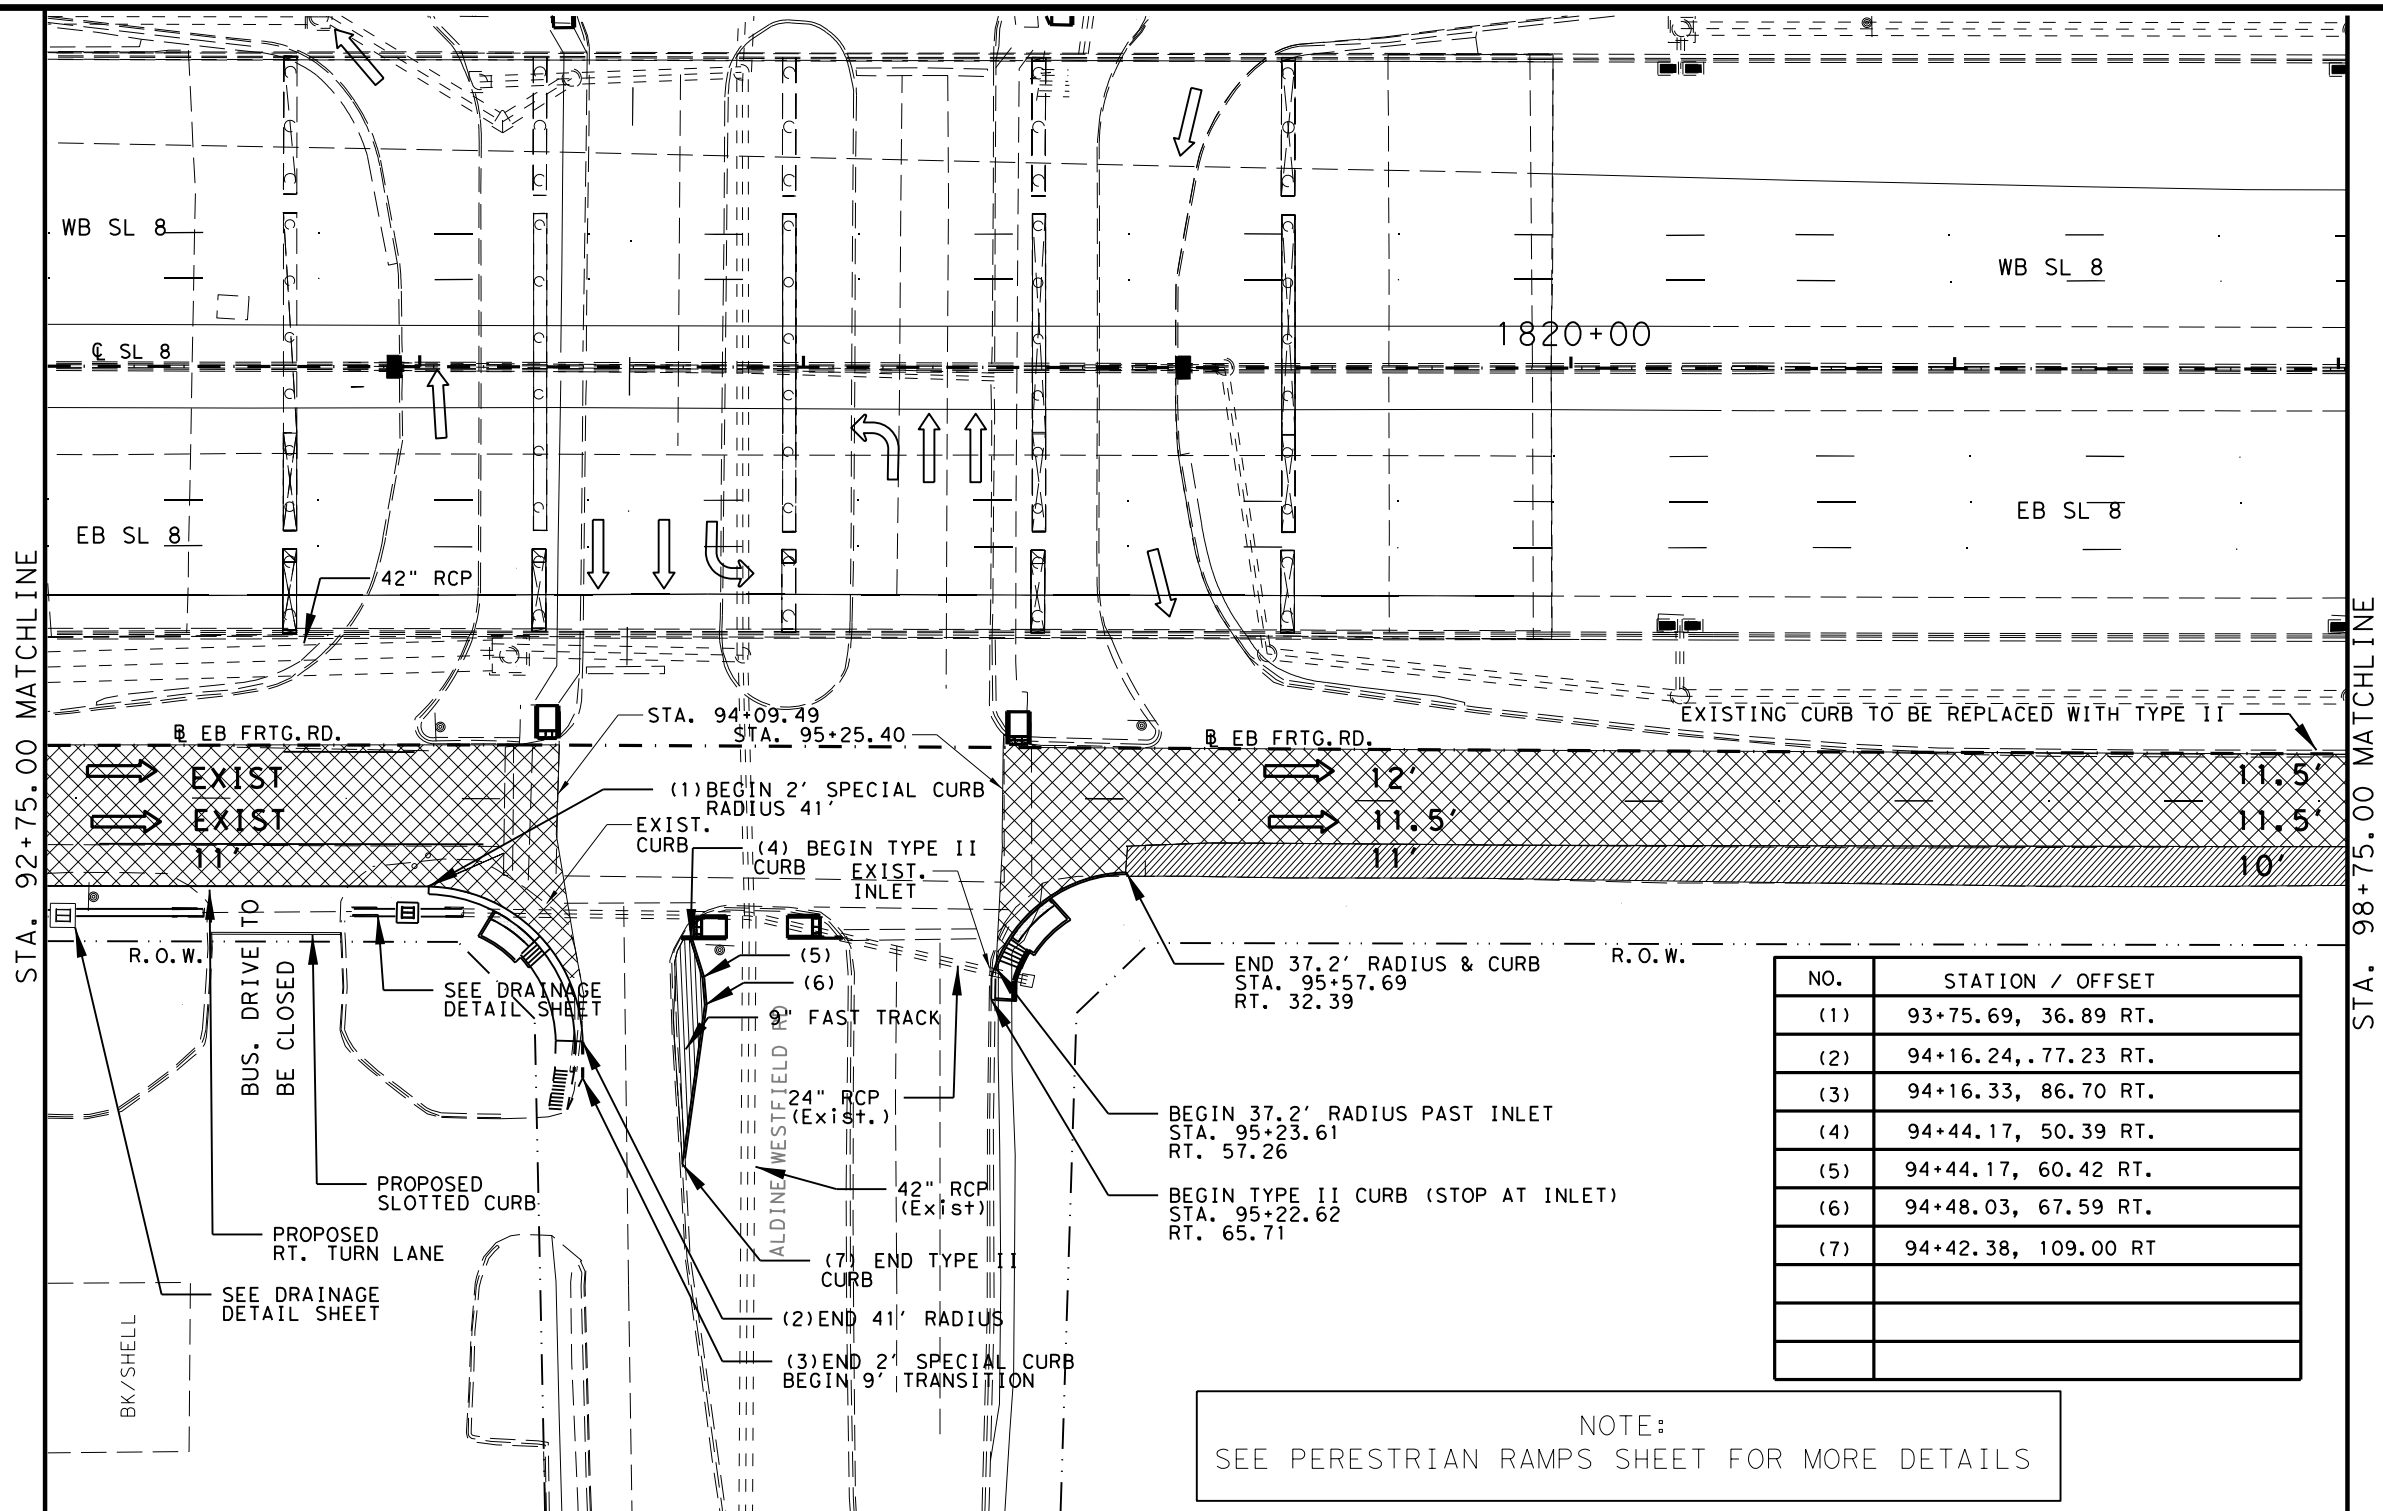 WB SL 8
WB SL 8
1820+00
℄ SL 8
EB SL 8
EB SL 8
42" RCP
STA. 92+75.00 MATCHLINE
STA. 98+75.00 MATCHLINE
STA. 94+09.49
STA. 95+25.40
EXISTING CURB TO BE REPLACED WITH TYPE II
BL EB FRTG.RD.
BL EB FRTG.RD.
EXIST
EXIST
11'
12'
11.5'
11'
11.5'
11.5'
10'
(1)BEGIN 2' SPECIAL CURB
RADIUS 41'
EXIST.
CURB
(4) BEGIN TYPE II
CURB
EXIST.
INLET
R.O.W.
R.O.W.
BUS. DRIVE TO
BE CLOSED
SEE DRAINAGE
DETAIL SHEET
(5)
(6)
9" FAST TRACK
ALDINE WESTFIELD RD
24" RCP
(Exist.)
42" RCP
(Exist)
END 37.2' RADIUS & CURB
STA. 95+57.69
RT. 32.39
BEGIN 37.2' RADIUS PAST INLET
STA. 95+23.61
RT. 57.26
BEGIN TYPE II CURB (STOP AT INLET)
STA. 95+22.62
RT. 65.71
PROPOSED
SLOTTED CURB
PROPOSED
RT. TURN LANE
SEE DRAINAGE
DETAIL SHEET
BK/SHELL
(7) END TYPE II
CURB
(2)END 41' RADIUS
(3)END 2' SPECIAL CURB
BEGIN 9' TRANSITION
NO. STATION / OFFSET
(1) 93+75.69, 36.89 RT.
(2) 94+16.24,.77.23 RT.
(3) 94+16.33, 86.70 RT.
(4) 94+44.17, 50.39 RT.
(5) 94+44.17, 60.42 RT.
(6) 94+48.03, 67.59 RT.
(7) 94+42.38, 109.00 RT
NOTE:
SEE PERESTRIAN RAMPS SHEET FOR MORE DETAILS